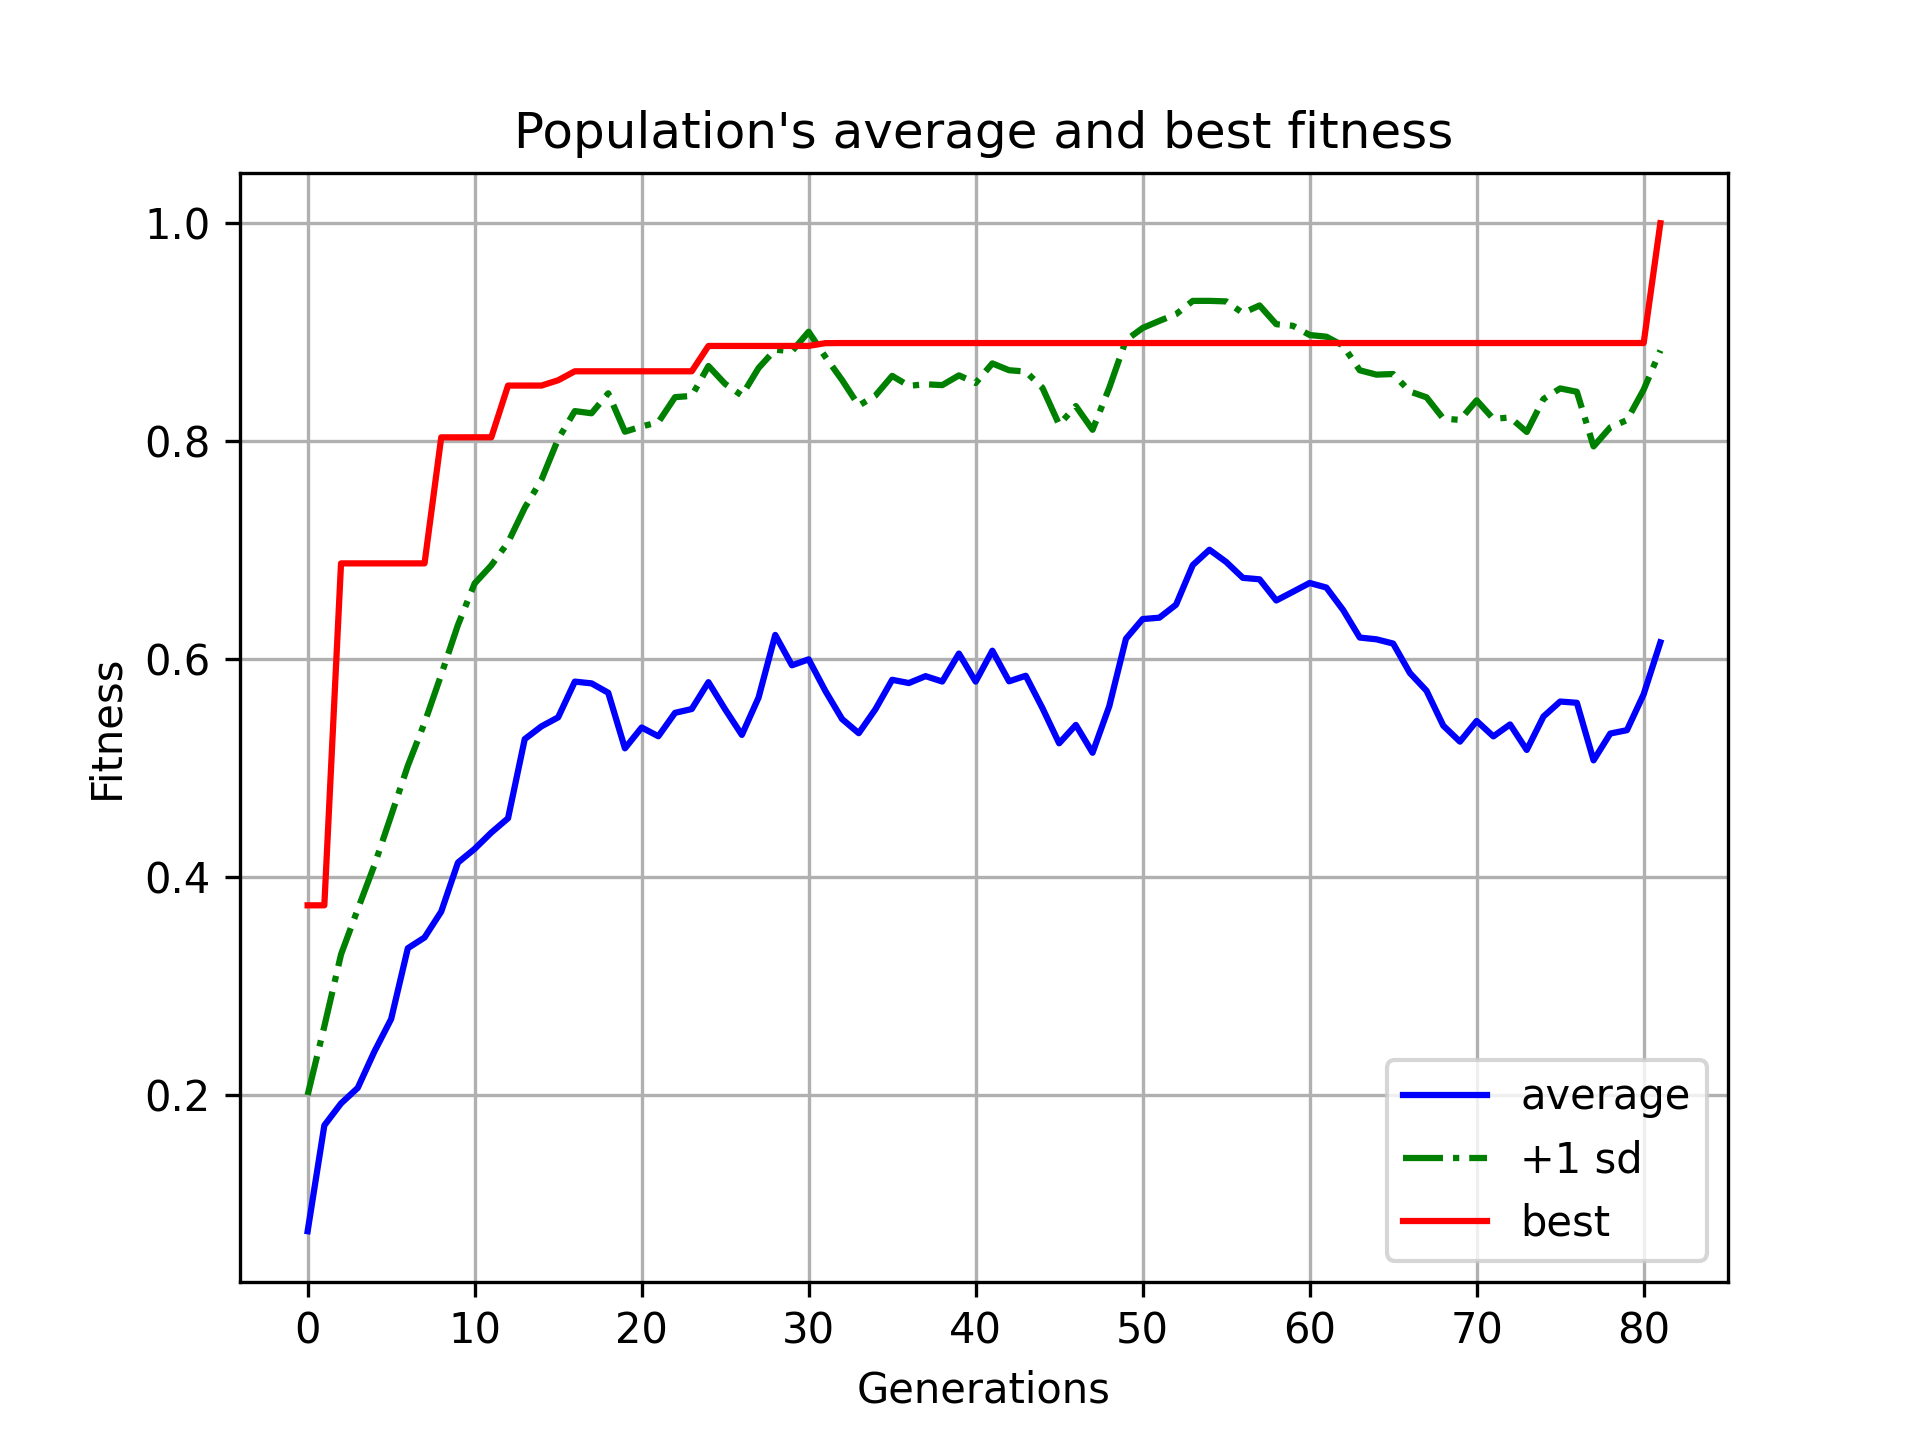 Population's average and best fitness
1.0
0.8
0.6
0.4
0.2
Fitness
average
+1 sd
best
0 10 20 30 40 50 60 70 80
Generations